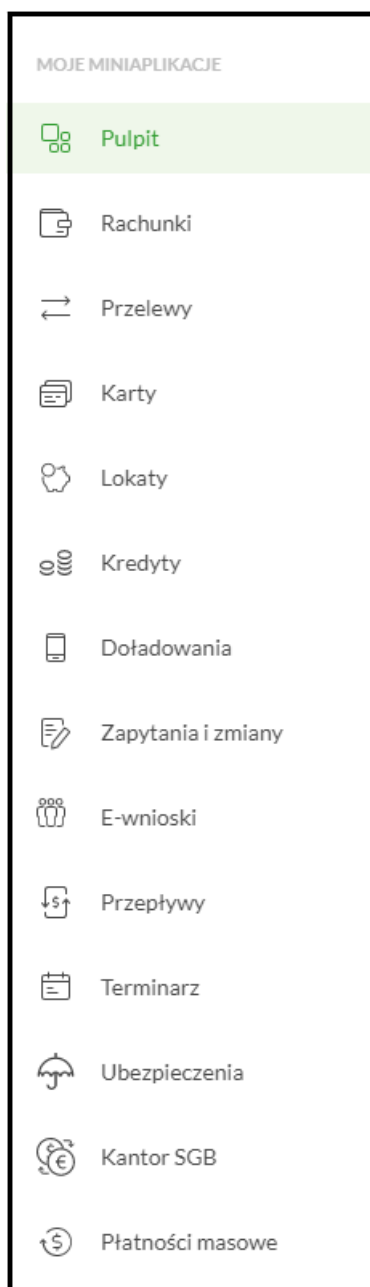 MOJE MINIAPLIKACJE
Pulpit
Rachunki
Przelewy
Karty
Lokaty
Kredyty
Doładowania
Zapytania i zmiany
E-wnioski
Przepływy
Terminarz
Ubezpieczenia
Kantor SGB
Płatności masowe